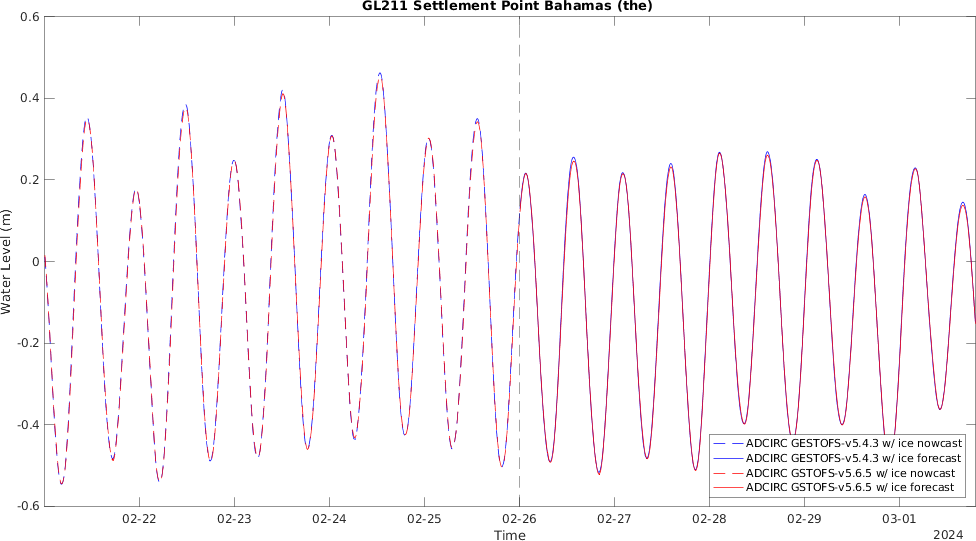 GL211 Settlement Point Bahamas (the)
0.6
0.4
0.2
0
-0.2
-0.4
-0.6
Water Level (m)
02-22
02-23
02-24
02-25
02-26
02-27
02-28
02-29
03-01
Time
2024
ADCIRC GESTOFS-v5.4.3 w/ ice nowcast
ADCIRC GESTOFS-v5.4.3 w/ ice forecast
ADCIRC GSTOFS-v5.6.5 w/ ice nowcast
ADCIRC GSTOFS-v5.6.5 w/ ice forecast